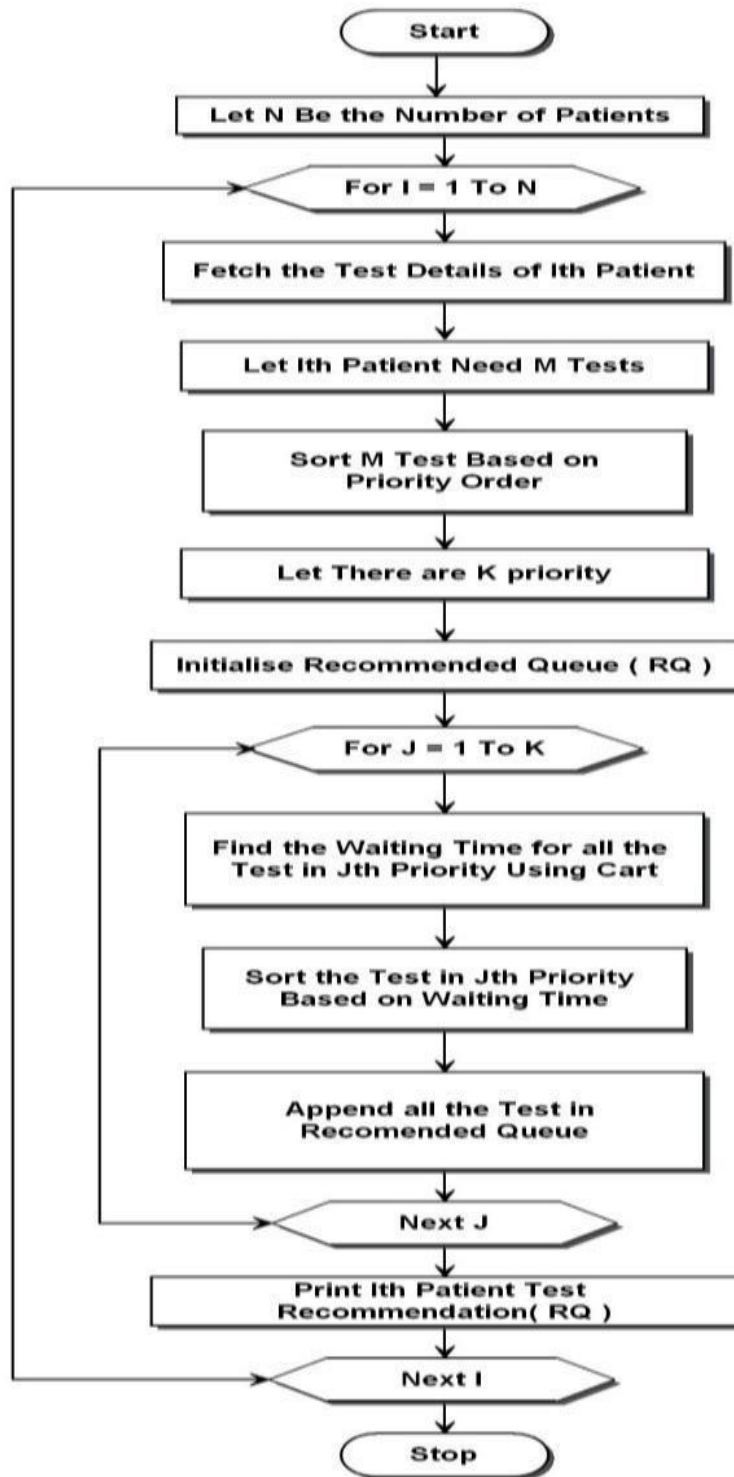 Start
Let N Be the Number of Patients
For I = 1 To N
Fetch the Test Details of Ith Patient
Let Ith Patient Need M Tests
Sort M Test Based on
Priority Order
Let There are K priority
Initialise Recommended Queue ( RQ )
For J = 1 To K
Find the Waiting Time for all the
Test in Jth Priority Using Cart
Sort the Test in Jth Priority
Based on Waiting Time
Append all the Test in
Recomended Queue
Next J
Print Ith Patient Test
Recommendation( RQ )
Next I
Stop